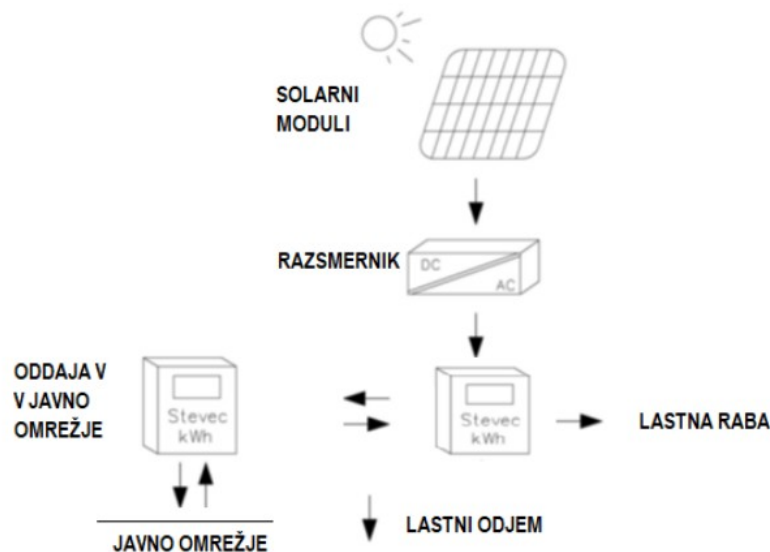 SOLARNI
MODULI
RAZSMERNIK
DC
AC
ODDAJA V
V JAVNO
OMREŽJE
Stevec
kWh
Stevec
kWh
LASTNA RABA
LASTNI ODJEM
JAVNO OMREŽJE